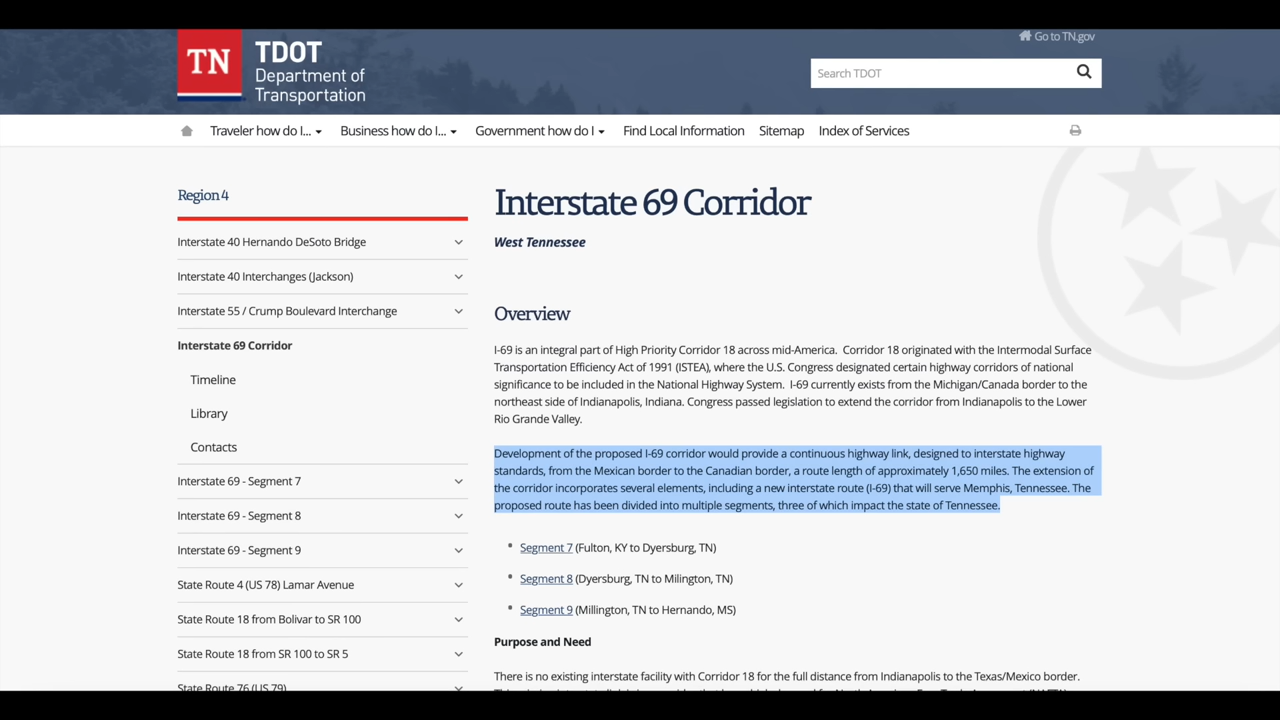 Go to TN.gov
TN
TDOT
Department of
Transportation
Search TDOT
Traveler how do I...
Business how do I...
Government how do I
Find Local Information
Sitemap
Index of Services
Region 4
Interstate 40 Hernando DeSoto Bridge
Interstate 40 Interchanges (Jackson)
Interstate 55 / Crump Boulevard Interchange
Interstate 69 Corridor
Timeline
Library
Contacts
Interstate 69 - Segment 7
Interstate 69 - Segment 8
Interstate 69 - Segment 9
State Route 4 (US 78) Lamar Avenue
State Route 18 from Bolivar to SR 100
State Route 18 from SR 100 to SR 5
State Route 76 (US 79)
Interstate 69 Corridor
West Tennessee
Overview
I-69 is an integral part of High Priority Corridor 18 across mid-America. Corridor 18 originated with the Intermodal Surface
Transportation Efficiency Act of 1991 (ISTEA), where the U.S. Congress designated certain highway corridors of national
significance to be included in the National Highway System. I-69 currently exists from the Michigan/Canada border to the
northeast side of Indianapolis, Indiana. Congress passed legislation to extend the corridor from Indianapolis to the Lower
Rio Grande Valley.
Development of the proposed I-69 corridor would provide a continuous highway link, designed to interstate highway
standards, from the Mexican border to the Canadian border, a route length of approximately 1,650 miles. The extension of
the corridor incorporates several elements, including a new interstate route (I-69) that will serve Memphis, Tennessee. The
proposed route has been divided into multiple segments, three of which impact the state of Tennessee.
Segment 7 (Fulton, KY to Dyersburg, TN)
Segment 8 (Dyersburg, TN to Milington, TN)
Segment 9 (Millington, TN to Hernando, MS)
Purpose and Need
There is no existing interstate facility with Corridor 18 for the full distance from Indianapolis to the Texas/Mexico border.